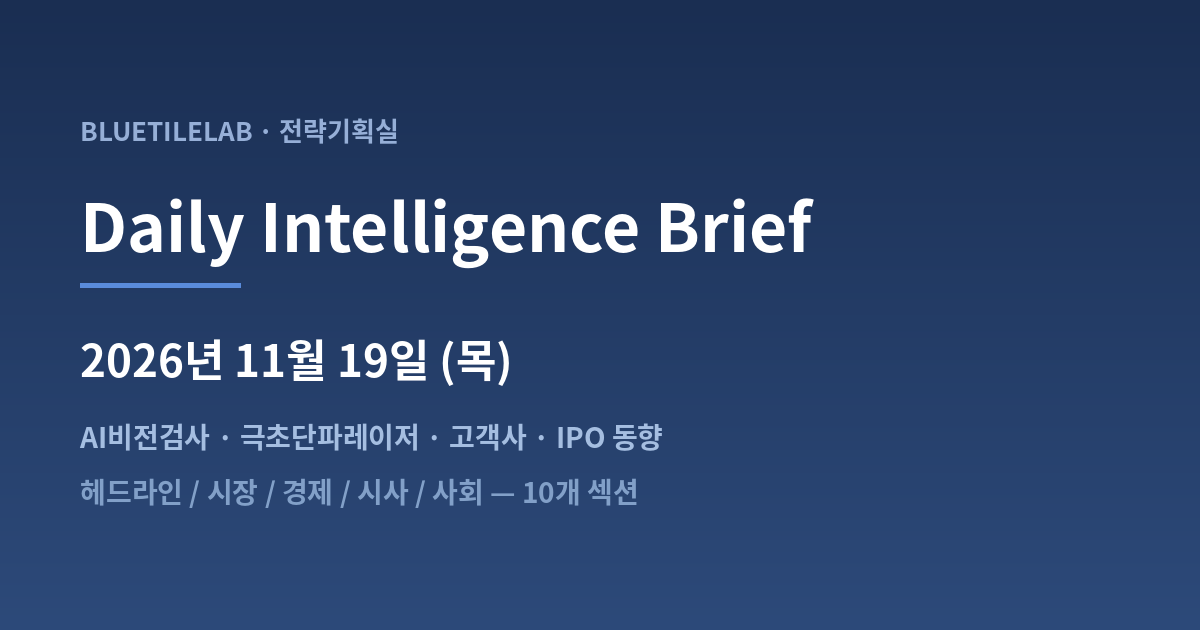 BLUETILELAB · 전략기획실
Daily Intelligence Brief
2026년 11월 19일 (목)
AI비전검사 · 극초단파레이저 · 고객사 · IPO 동향
헤드라인 / 시장 / 경제 / 시사 / 사회 — 10개 섹션